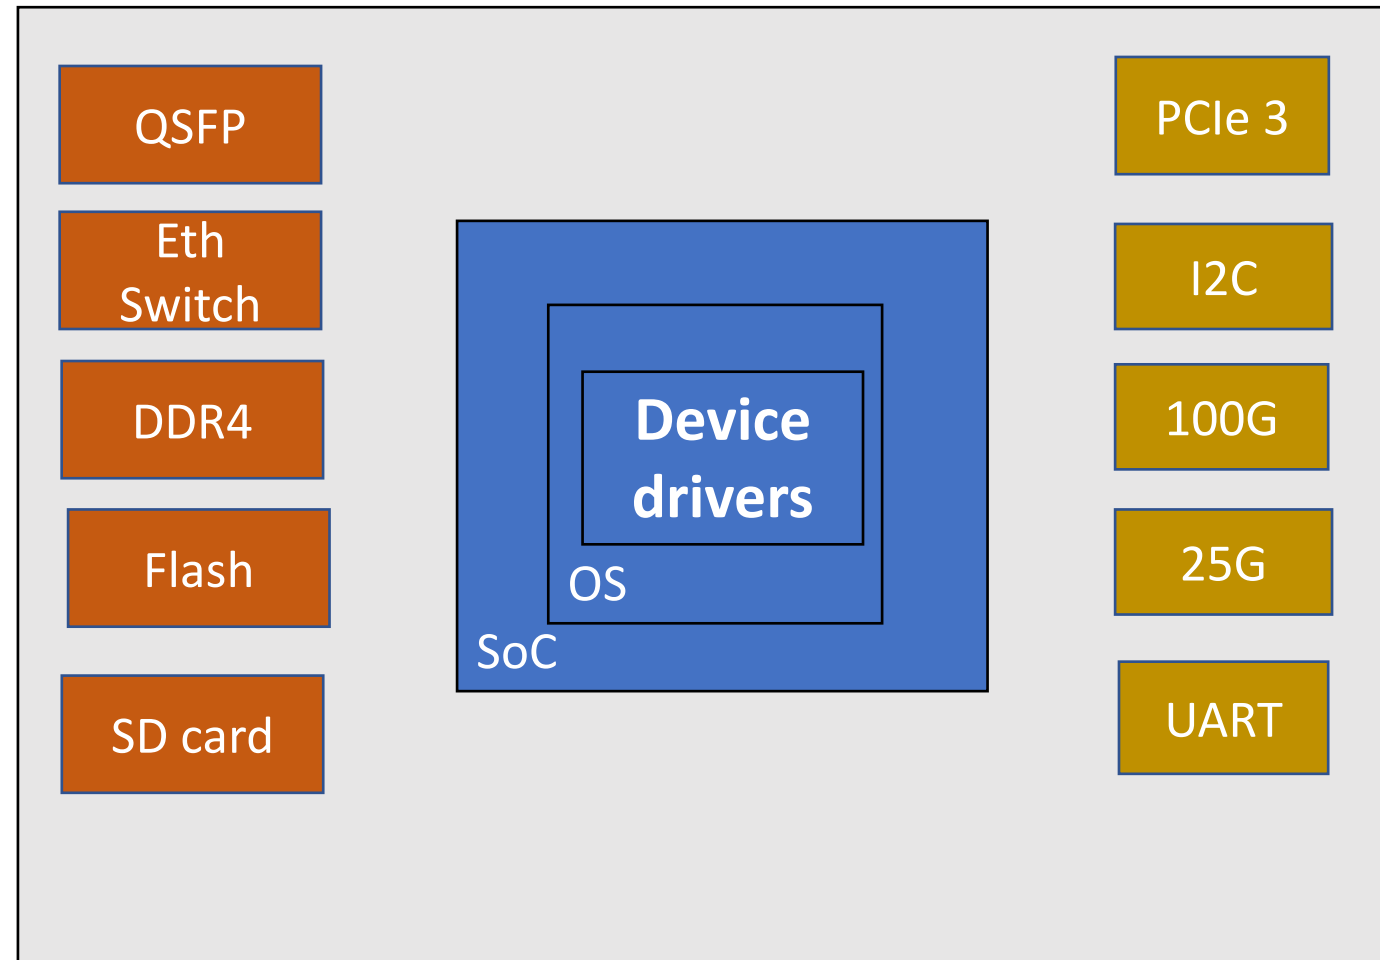 QSFP
Eth
Switch
DDR4
Flash
SD card
Device
drivers
OS
SoC
PCIe 3
I2C
100G
25G
UART